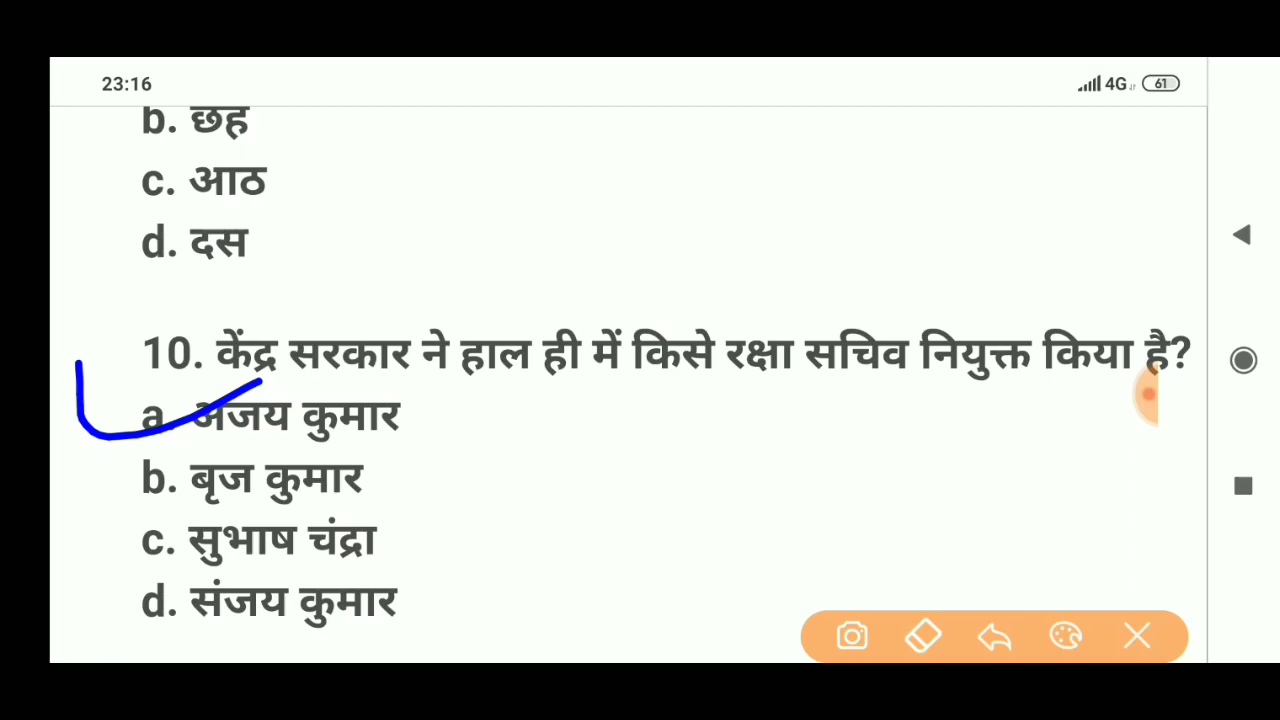 23:16
4G 61
b. छह
c. आठ
d. दस
10. केंद्र सरकार ने हाल ही में किसे रक्षा सचिव नियुक्त किया है?
a. अजय कुमार
b. बृज कुमार
c. सुभाष चंद्रा
d. संजय कुमार